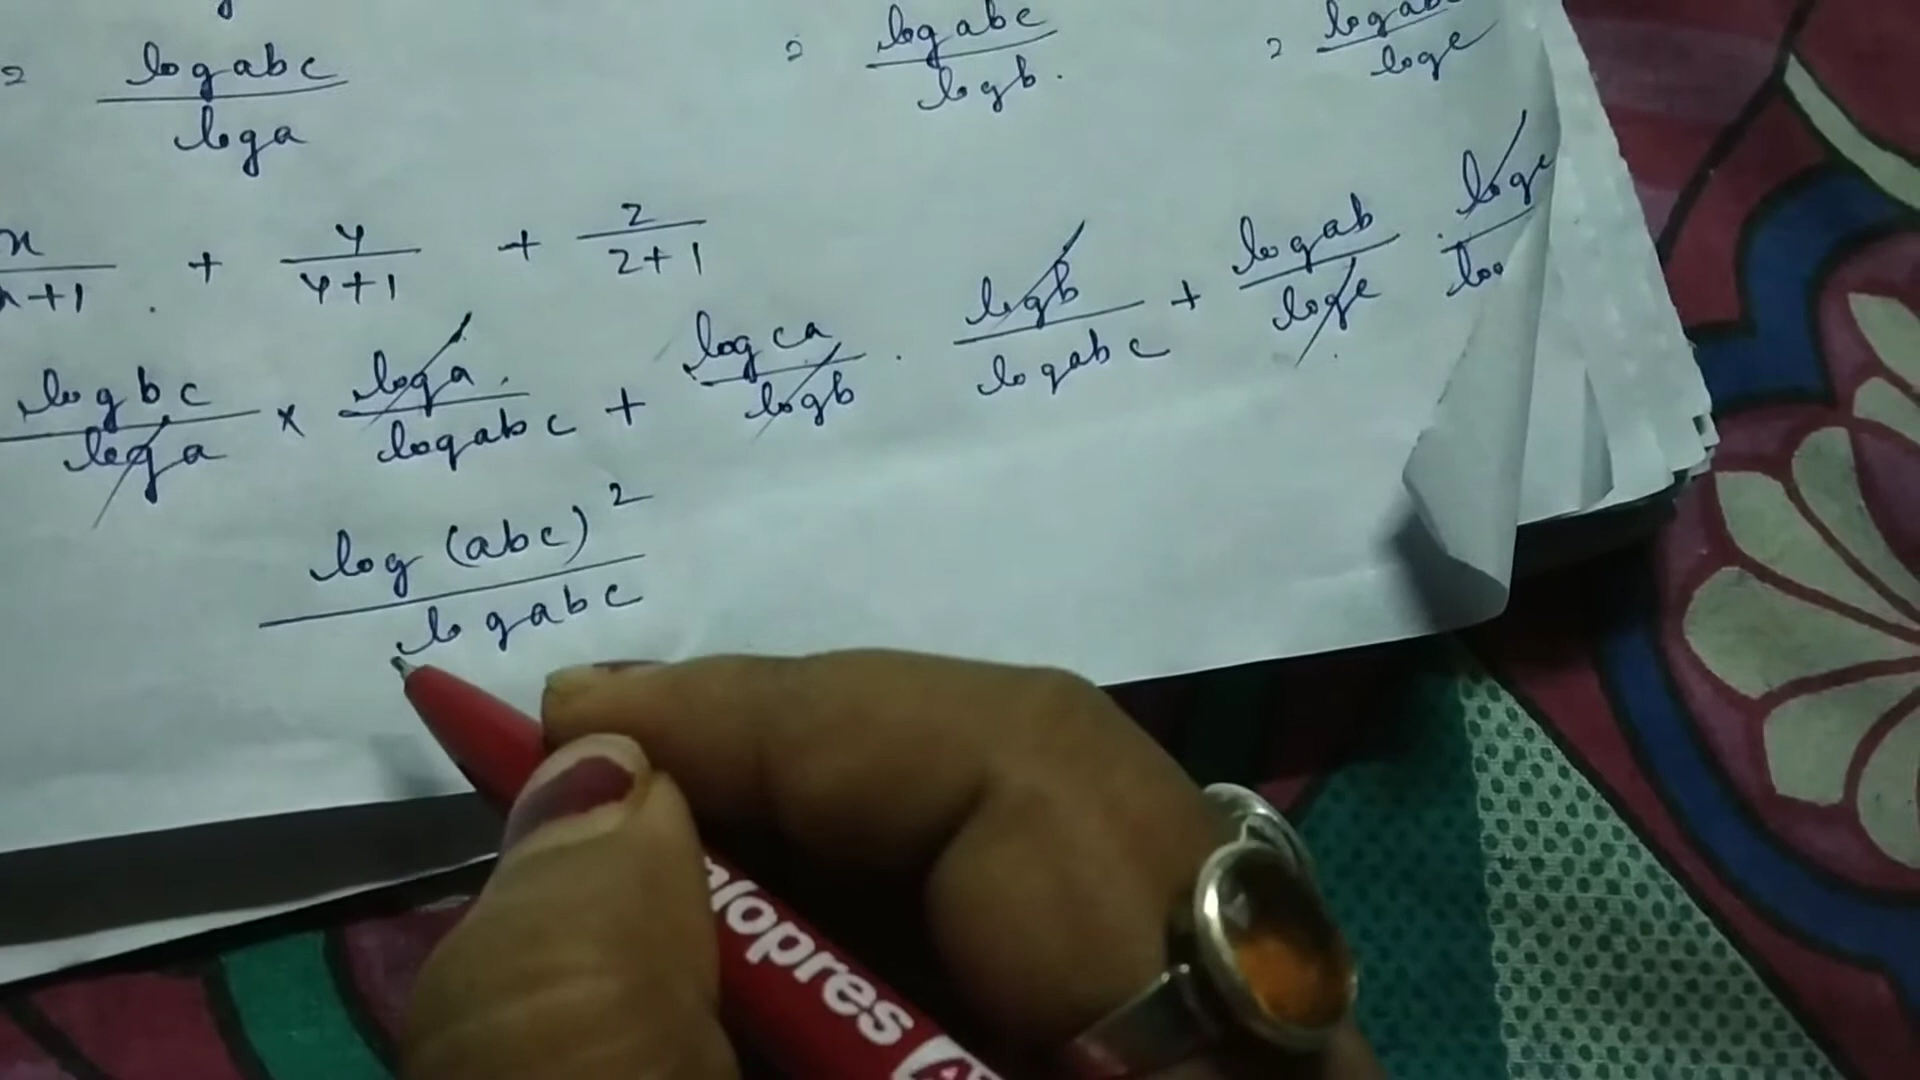 = log abc / log a = log abc / log b. = log abc / log c
x / x+1 + y / y+1 + z / z+1
log bc / log a × log a / log abc + log ca / log b . log b / log abc + log ab / log c . log c
log (abc)²
log abc